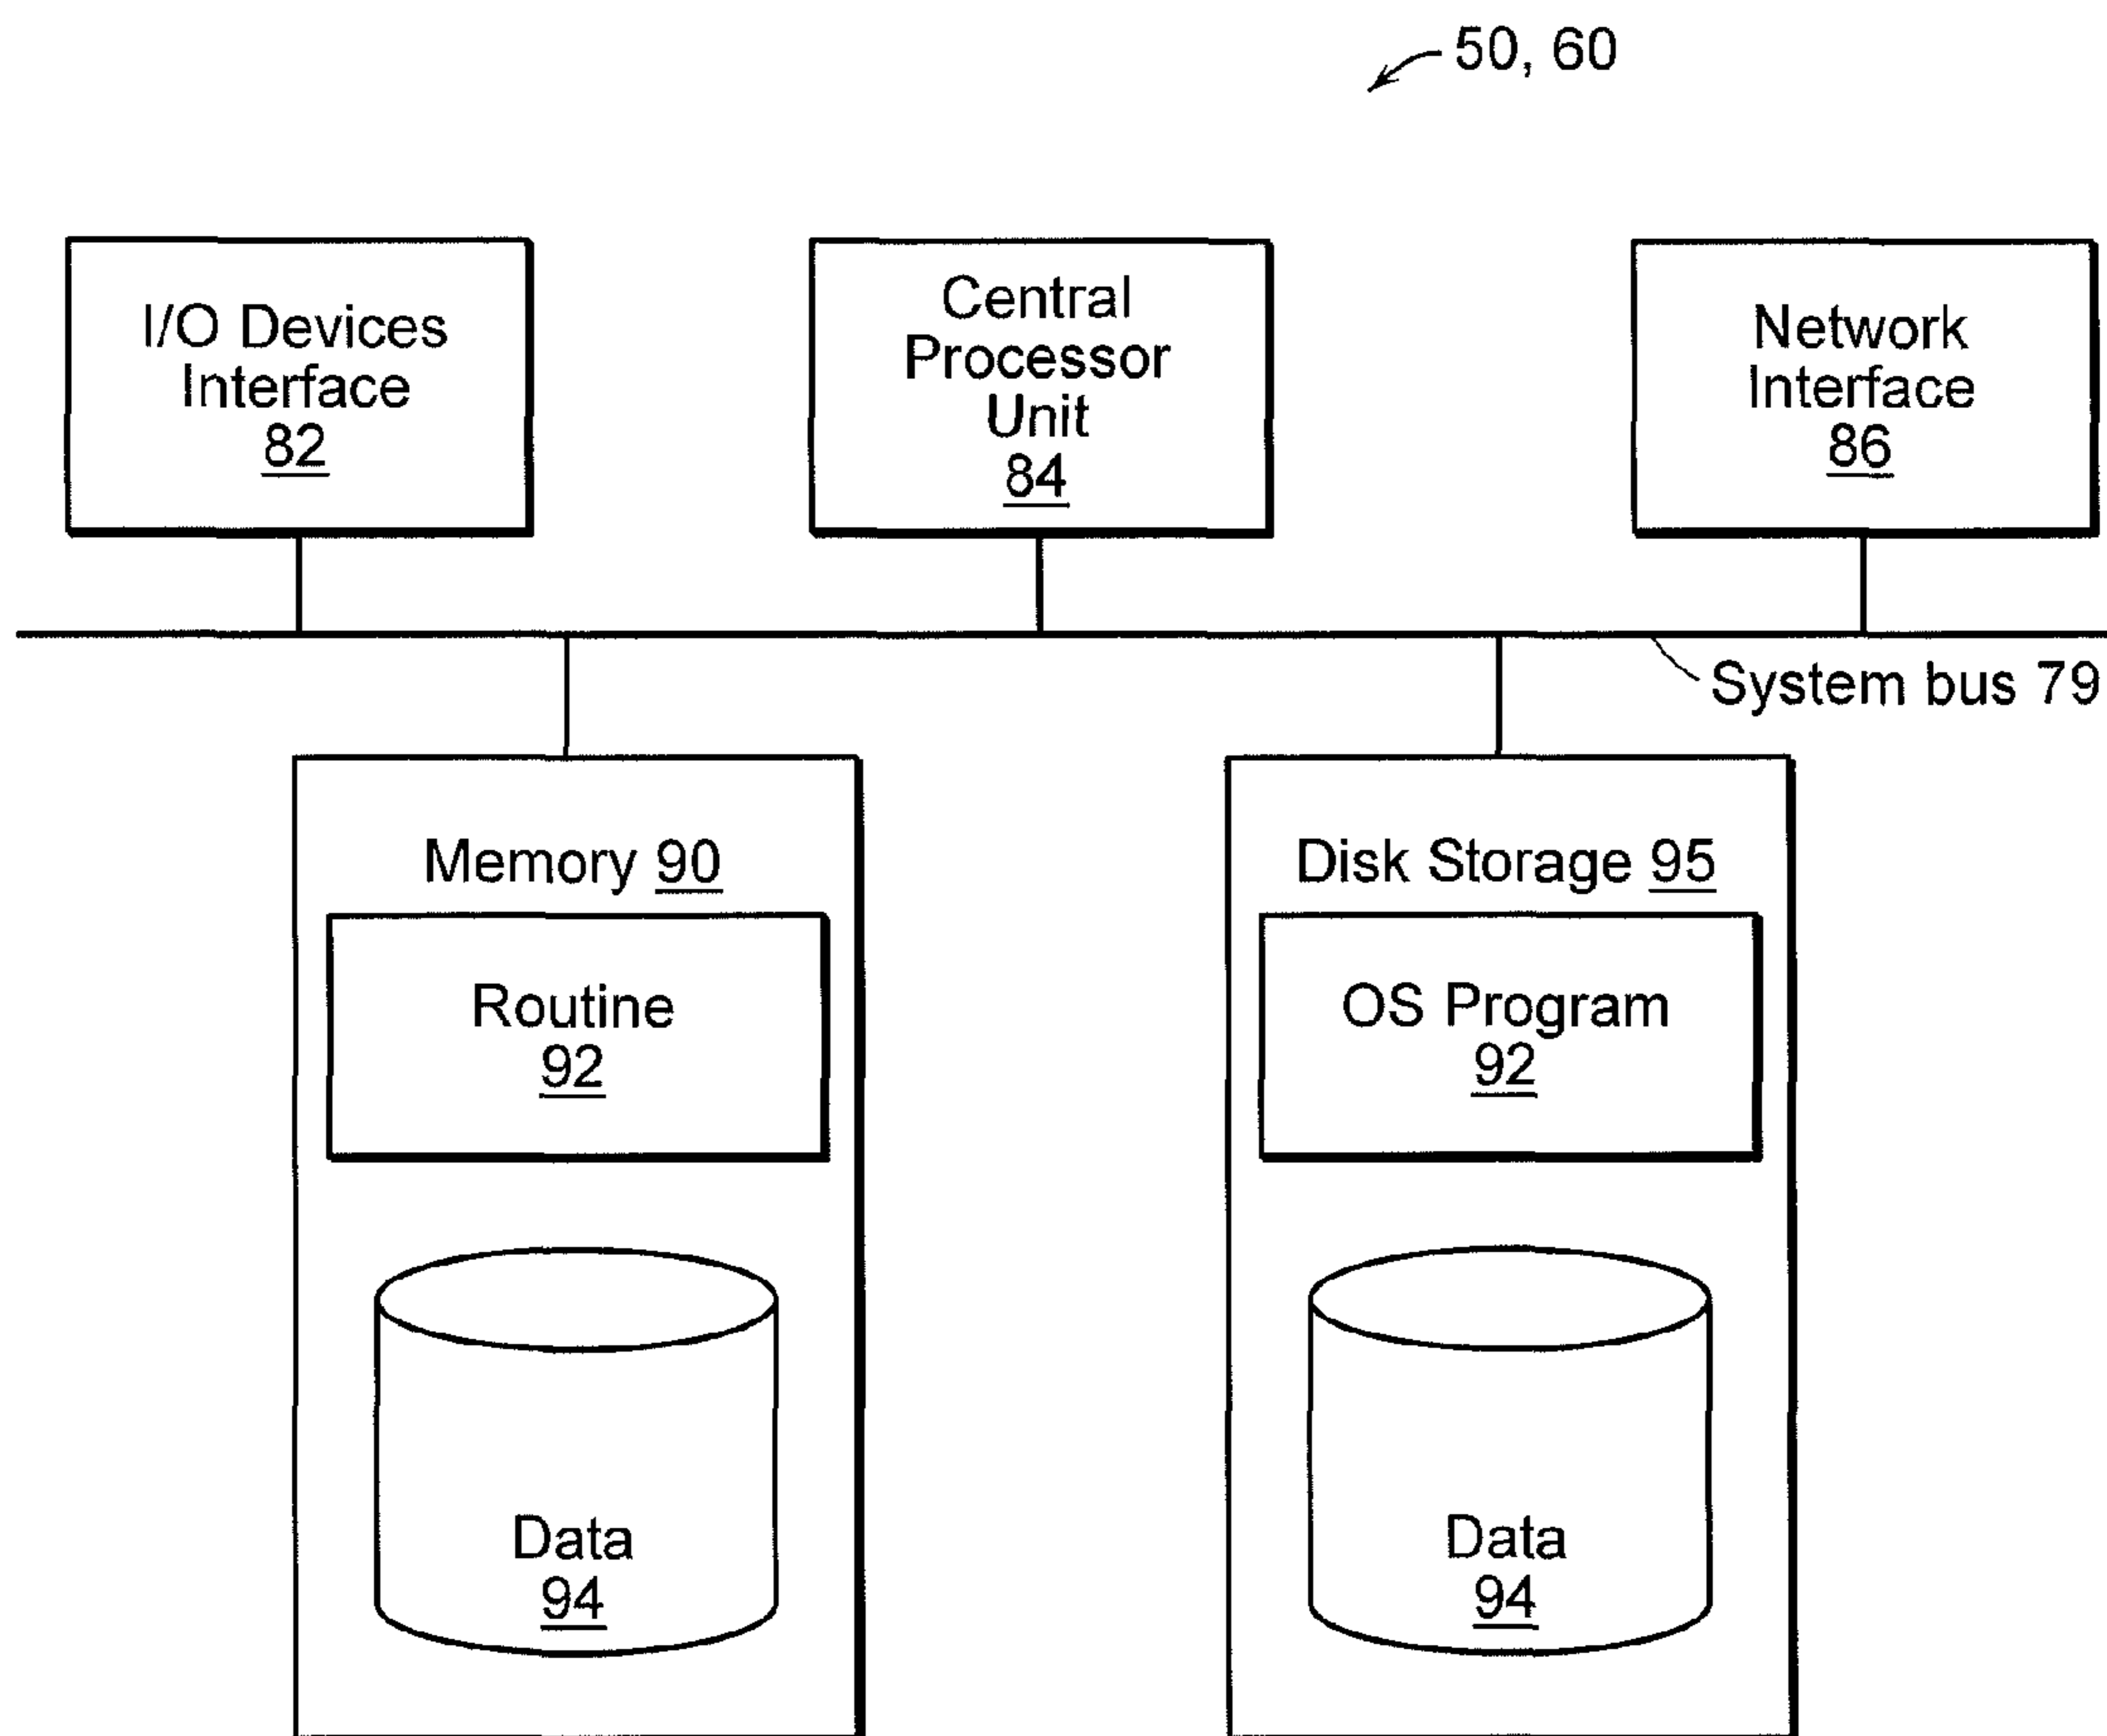 50, 60
I/O Devices
Interface
82
Central
Processor
Unit
84
Network
Interface
86
System bus 79
Memory 90
Routine
92
Data
94
Disk Storage 95
OS Program
92
Data
94